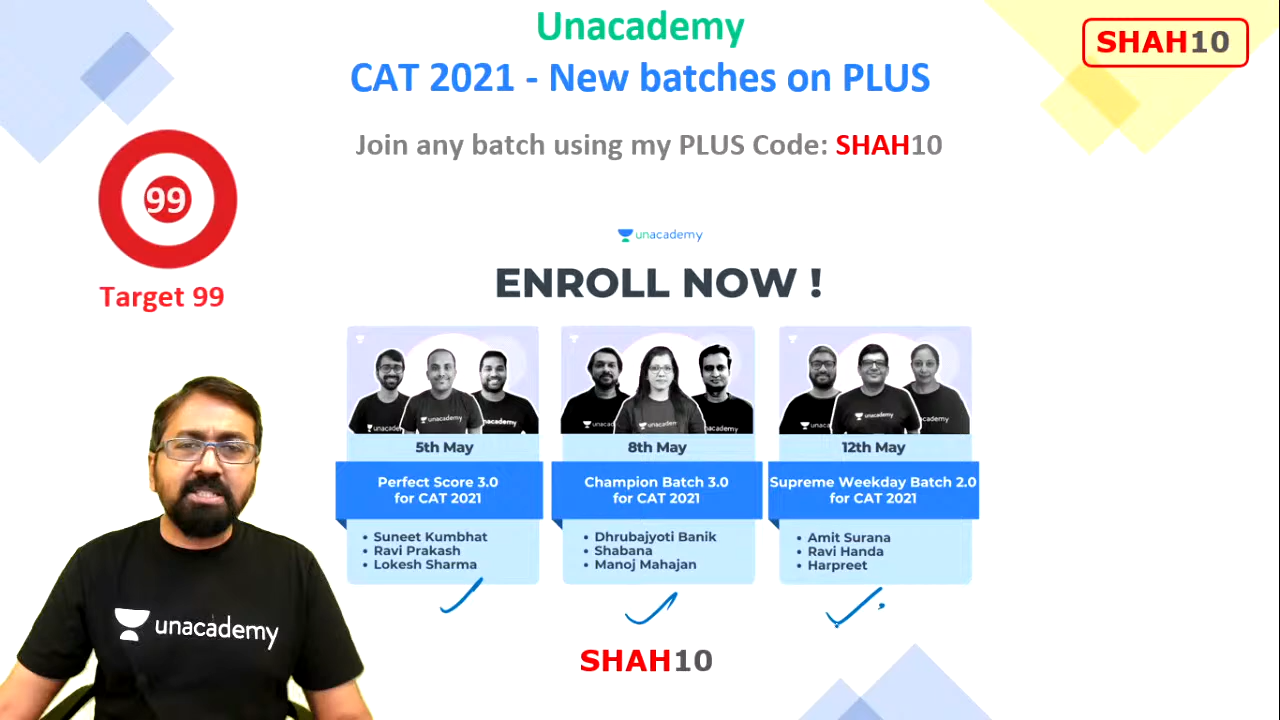 Unacademy
CAT 2021 - New batches on PLUS
SHAH10
Join any batch using my PLUS Code: SHAH10
99
Target 99
unacademy
ENROLL NOW !
unacademy
unacademy
5th May
8th May
12th May
Perfect Score 3.0
for CAT 2021
Champion Batch 3.0
for CAT 2021
Supreme Weekday Batch 2.0
for CAT 2021
• Suneet Kumbhat
• Ravi Prakash
• Lokesh Sharma
• Dhrubajyoti Banik
• Shabana
• Manoj Mahajan
• Amit Surana
• Ravi Handa
• Harpreet
unacademy
SHAH10